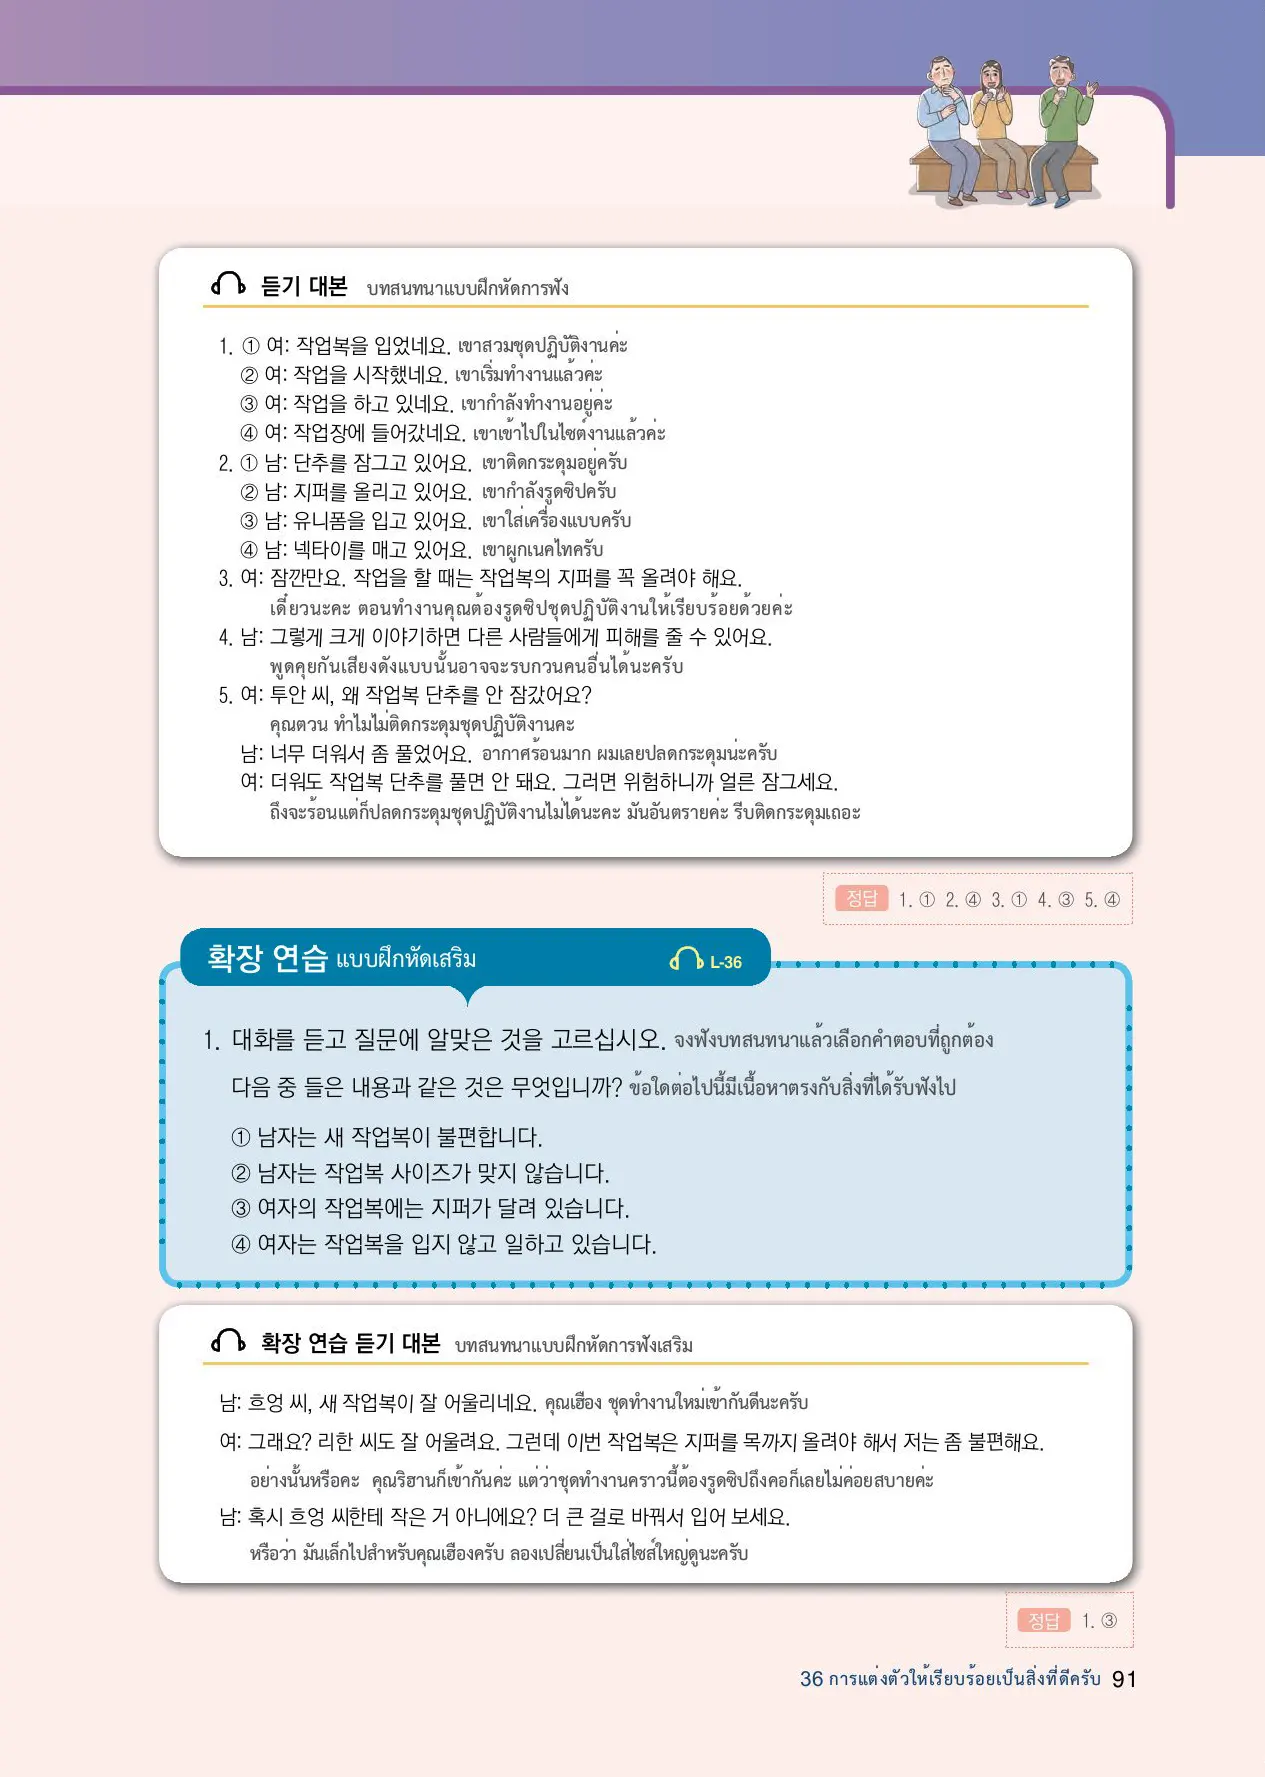 듣기 대본 บทสนทนาแบบฝึกหัดการฟัง
1. ① 여: 작업복을 입었네요. เขาสวมชุดปฏิบัติงานค่ะ
② 여: 작업을 시작했네요. เขาเริ่มทำงานแล้วค่ะ
③ 여: 작업을 하고 있네요. เขากำลังทำงานอยู่ค่ะ
④ 여: 작업장에 들어갔네요. เขาเข้าไปในไซต์งานแล้วค่ะ
2. ① 남: 단추를 잠그고 있어요. เขาติดกระดุมอยู่ครับ
② 남: 지퍼를 올리고 있어요. เขากำลังรูดซิปครับ
③ 남: 유니폼을 입고 있어요. เขาใส่เครื่องแบบครับ
④ 남: 넥타이를 매고 있어요. เขาผูกเนคไทครับ
3. 여: 잠깐만요. 작업을 할 때는 작업복의 지퍼를 꼭 올려야 해요.
เดี๋ยวนะคะ ตอนทำงานคุณต้องรูดซิปชุดปฏิบัติงานให้เรียบร้อยด้วยค่ะ
4. 남: 그렇게 크게 이야기하면 다른 사람들에게 피해를 줄 수 있어요.
พูดคุยกันเสียงดังแบบนั้นอาจจะรบกวนคนอื่นได้นะครับ
5. 여: 투안 씨, 왜 작업복 단추를 안 잠갔어요?
คุณตวน ทำไมไม่ติดกระดุมชุดปฏิบัติงานคะ
남: 너무 더워서 좀 풀었어요. อากาศร้อนมาก ผมเลยปลดกระดุมน่ะครับ
여: 더워도 작업복 단추를 풀면 안 돼요. 그러면 위험하니까 얼른 잠그세요.
ถึงจะร้อนแต่ก็ปลดกระดุมชุดปฏิบัติงานไม่ได้นะคะ มันอันตรายค่ะ รีบติดกระดุมเถอะ
정답 1. ① 2. ④ 3. ① 4. ③ 5. ④
확장 연습 แบบฝึกหัดเสริม L-36
1. 대화를 듣고 질문에 알맞은 것을 고르십시오. จงฟังบทสนทนาแล้วเลือกคำตอบที่ถูกต้อง
다음 중 들은 내용과 같은 것은 무엇입니까? ข้อใดต่อไปนี้มีเนื้อหาตรงกับสิ่งที่ได้รับฟังไป
① 남자는 새 작업복이 불편합니다.
② 남자는 작업복 사이즈가 맞지 않습니다.
③ 여자의 작업복에는 지퍼가 달려 있습니다.
④ 여자는 작업복을 입지 않고 일하고 있습니다.
확장 연습 듣기 대본 บทสนทนาแบบฝึกหัดการฟังเสริม
남: 흐엉 씨, 새 작업복이 잘 어울리네요. คุณเฮือง ชุดทำงานใหม่เข้ากันดีนะครับ
여: 그래요? 리한 씨도 잘 어울려요. 그런데 이번 작업복은 지퍼를 목까지 올려야 해서 저는 좀 불편해요.
อย่างนั้นหรือคะ คุณริฮานก็เข้ากันค่ะ แต่ว่าชุดทำงานคราวนี้ต้องรูดซิปถึงคอก็เลยไม่ค่อยสบายค่ะ
남: 혹시 흐엉 씨한테 작은 거 아니에요? 더 큰 걸로 바꿔서 입어 보세요.
หรือว่า มันเล็กไปสำหรับคุณเฮืองครับ ลองเปลี่ยนเป็นใส่ไซส์ใหญ่ดูนะครับ
정답 1. ③
36 การแต่งตัวให้เรียบร้อยเป็นสิ่งที่ดีครับ 91